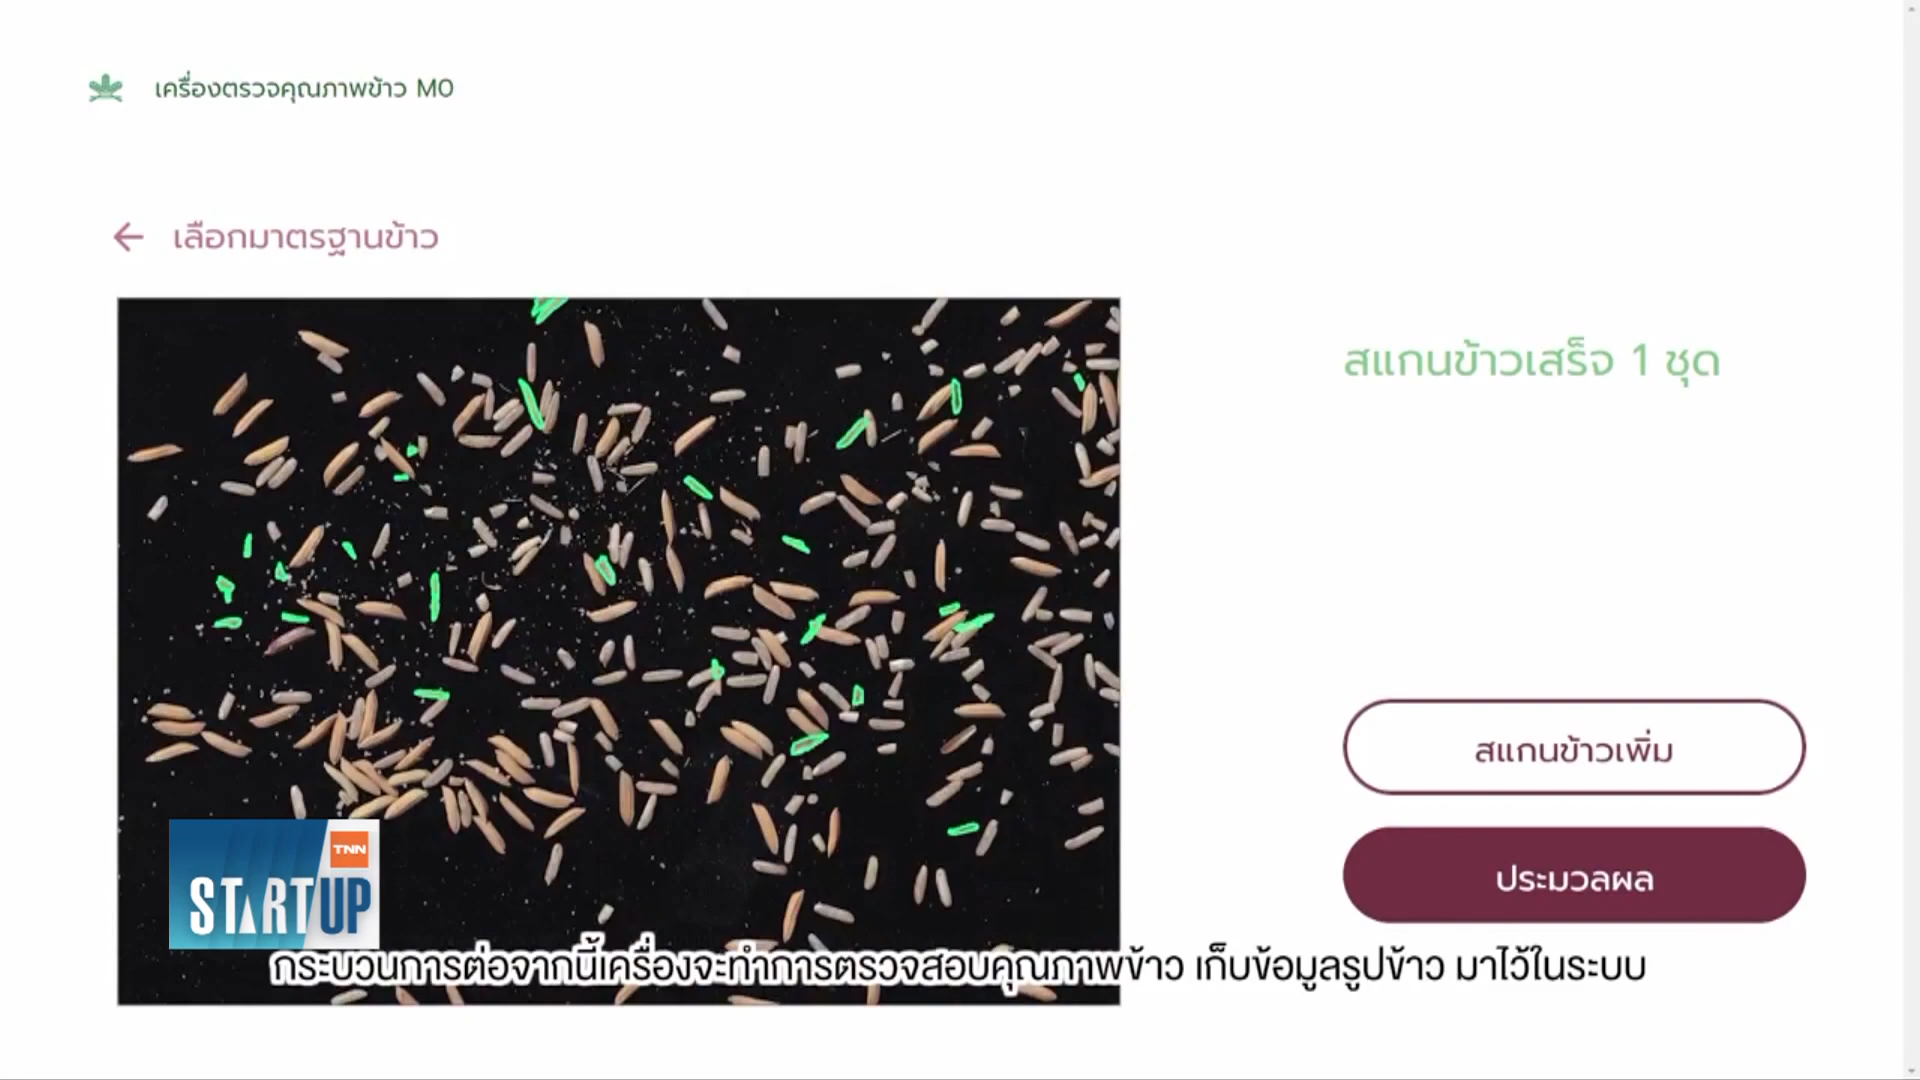 เครื่องตรวจคุณภาพข้าว M0
เลือกมาตรฐานข้าว
สแกนข้าวเสร็จ 1 ชุด
สแกนข้าวเพิ่ม
ประมวลผล
TNN
STARTUP
กระบวนการต่อจากนี้เครื่องจะทำการตรวจสอบคุณภาพข้าว เก็บข้อมูลรูปข้าว มาไว้ในระบบ